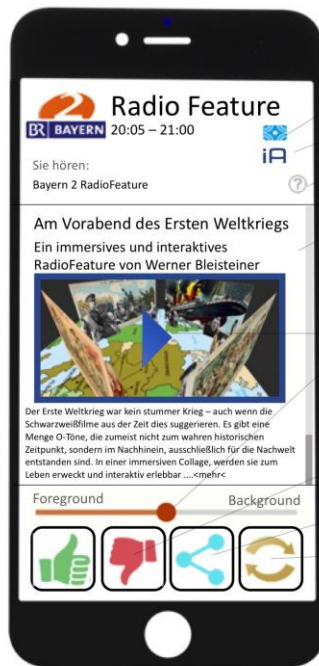 2
BR BAYERN
Radio Feature
20:05 – 21:00
iA
Sie hören:
Bayern 2 RadioFeature
?
Am Vorabend des Ersten Weltkriegs
Ein immersives und interaktives
RadioFeature von Werner Bleisteiner
Der Erste Weltkrieg war kein stummer Krieg – auch wenn die
Schwarzweißfilme aus der Zeit dies suggerieren. Es gibt eine
Menge O-Töne, die zumeist nicht zum wahren historischen
Zeitpunkt, sondern im Nachhinein, ausschließlich für die Nachwelt
entstanden sind. In einer immersiven Collage, werden sie zum
Leben erweckt und interaktiv erlebbar ....<mehr<
Foreground
Background